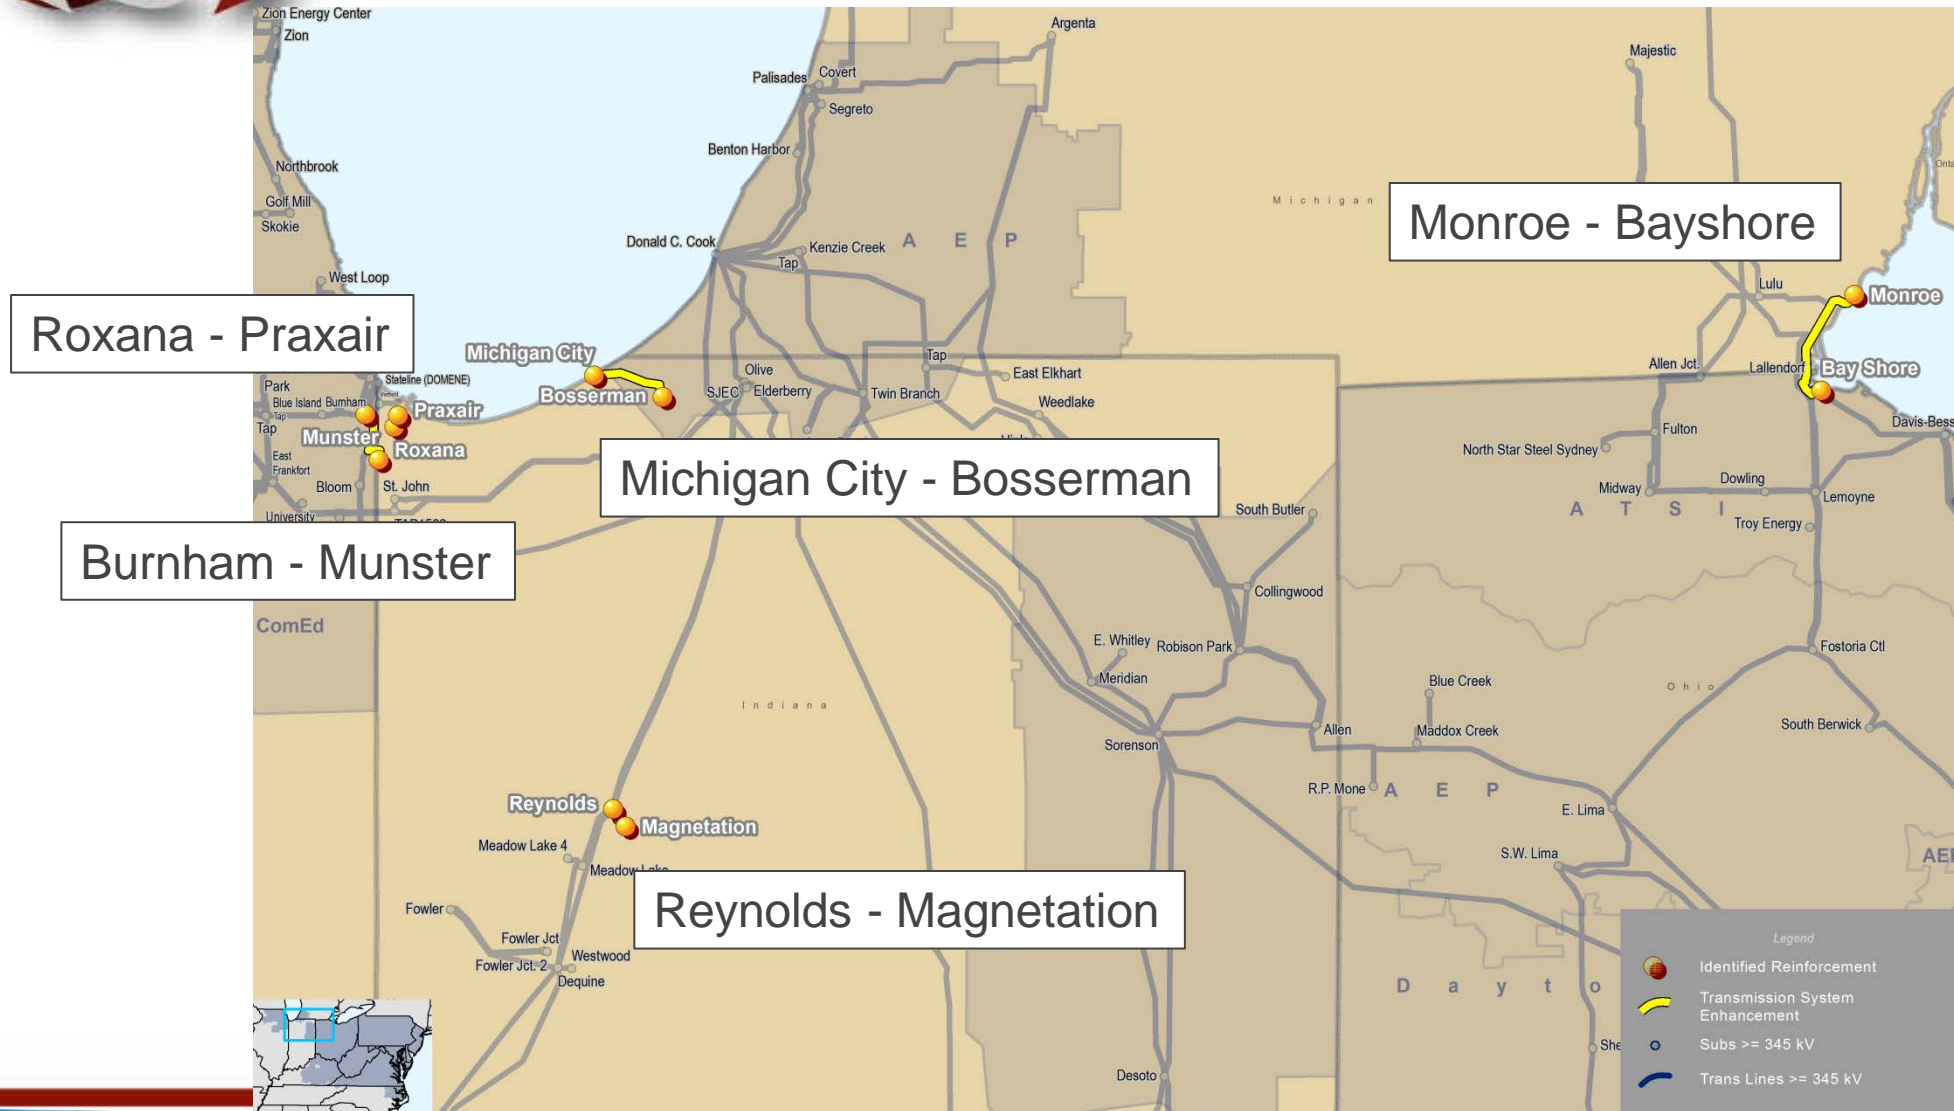 Zion Energy Center
Zion
Argenta
Majestic
Palisades
Covert
Segreto
Benton Harbor
Northbrook
Golf Mill
Skokie
Michigan
Monroe - Bayshore
Donald C. Cook
Kenzie Creek
Tap
A E P
West Loop
Lulu
Monroe
Roxana - Praxair
Michigan City
Bosserman
Stateline (DOMENE)
Park
Blue Island
Burnham
Tap
Tap
Praxair
Munster
Roxana
East
Frankfort
Bloom
St. John
University
Olive
SJEC
Elderberry
Tap
East Elkhart
Twin Branch
Weedlake
Allen Jct.
Lallendorf
Bay Shore
Fulton
North Star Steel Sydney
Midway
Dowling
Lemoyne
A T S I
Troy Energy
Michigan City - Bosserman
South Butler
Burnham - Munster
ComEd
Collingwood
E. Whitley
Robison Park
Meridian
Fostoria Ctl
Blue Creek
Ohio
Indiana
Sorenson
Allen
Maddox Creek
South Berwick
R.P. Mone
A E P
E. Lima
Reynolds
Magnetation
Meadow Lake 4
S.W. Lima
Reynolds - Magnetation
Fowler
Fowler Jct
Fowler Jct. 2
Westwood
Dequine
Desoto
D a y t o
Legend
Identified Reinforcement
Transmission System
Enhancement
Subs >= 345 kV
Trans Lines >= 345 kV